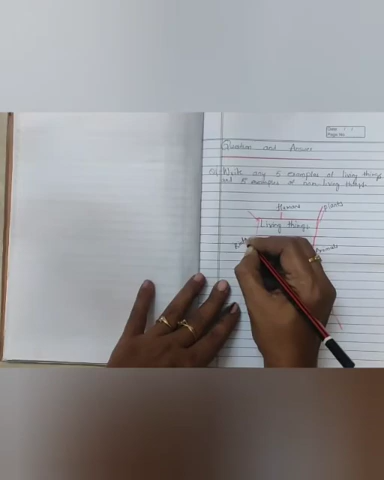 Date / /
Page No.
Question and Answer
Write any 5 examples of living things
and 5 examples of non-living things.
Humans
Plants
Living things
Animals